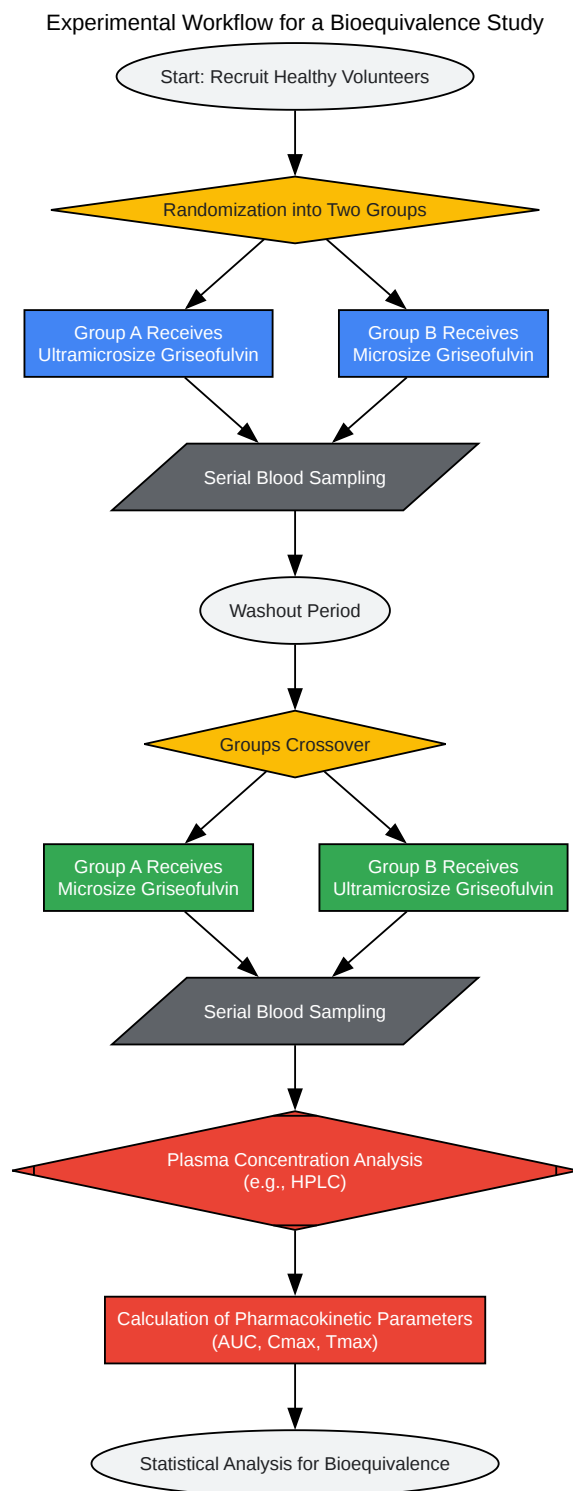 Experimental Workflow for a Bioequivalence Study
Start: Recruit Healthy Volunteers
Randomization into Two Groups
Group A Receives
Ultramicrosize Griseofulvin
Group B Receives
Microsize Griseofulvin
Serial Blood Sampling
Washout Period
Groups Crossover
Group A Receives
Microsize Griseofulvin
Group B Receives
Ultramicrosize Griseofulvin
Serial Blood Sampling
Plasma Concentration Analysis
(e.g., HPLC)
Calculation of Pharmacokinetic Parameters
(AUC, Cmax, Tmax)
Statistical Analysis for Bioequivalence